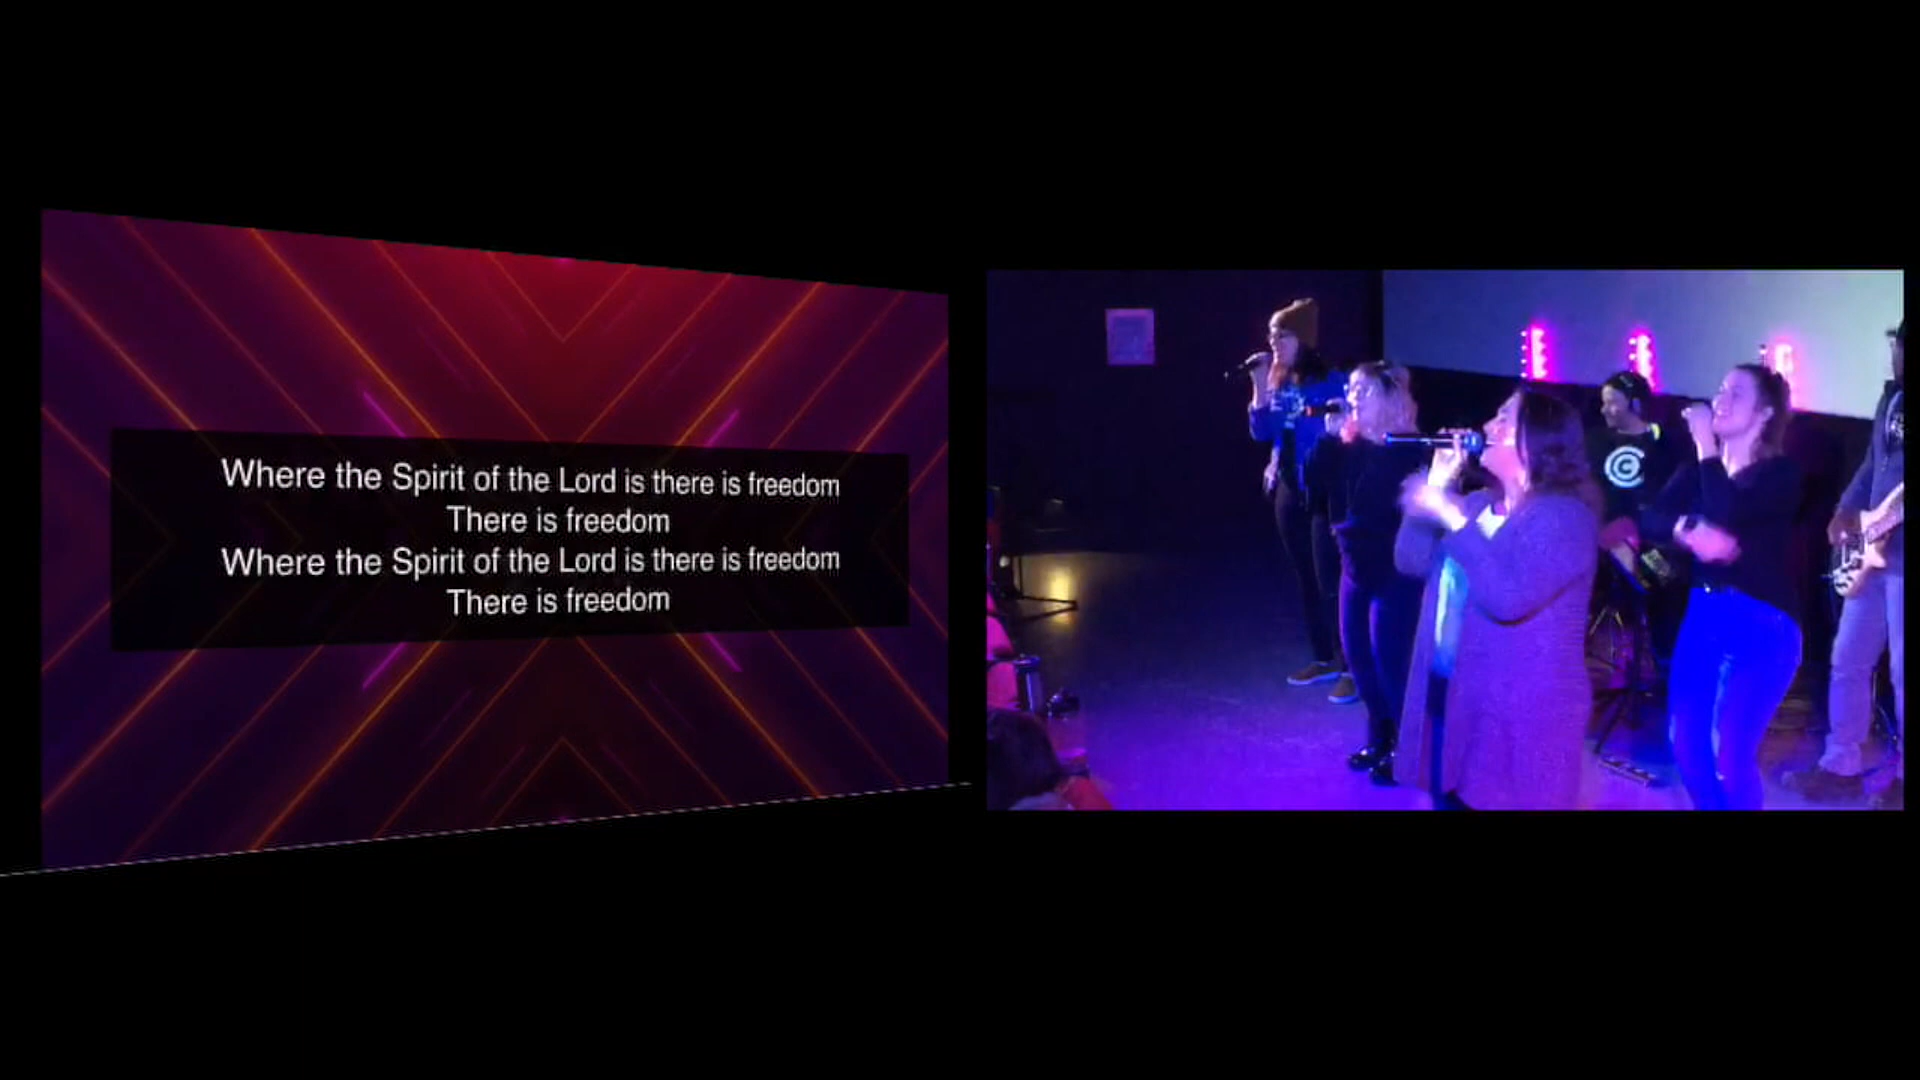 Where the Spirit of the Lord is there is freedom
There is freedom
Where the Spirit of the Lord is there is freedom
There is freedom